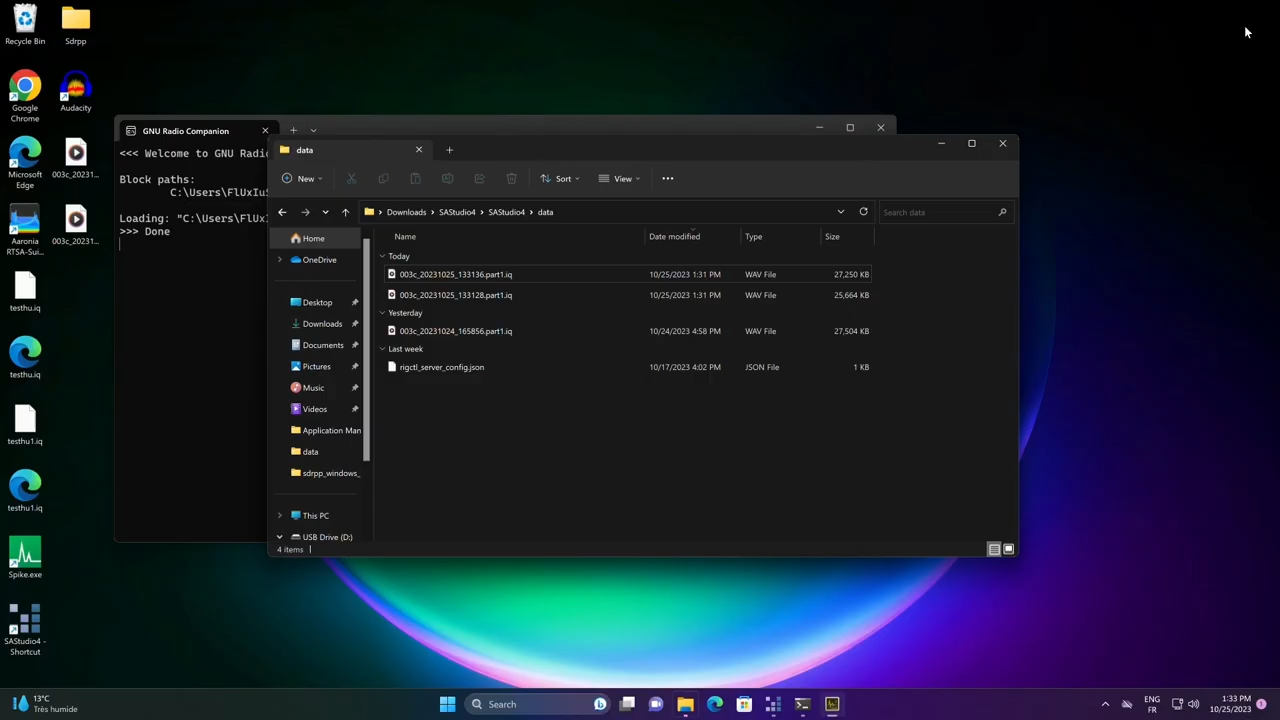 Recycle Bin
Sdrpp
Google
Chrome
Audacity
Microsoft
Edge
003c_20231...
Aaronia
RTSA-Sui...
003c_20231...
testhu.iq
testhu.iq
testhu1.iq
testhu1.iq
Spike.exe
SAStudio4 -
Shortcut
GNU Radio Companion
<<< Welcome to GNU Radi
Block paths:
C:\Users\FlUxIuS
Loading: "C:\Users\FlUxI
>>> Done
data
New
Sort
View
Downloads > SAStudio4 > SAStudio4 > data
Search data
Home
OneDrive
Desktop
Downloads
Documents
Pictures
Music
Videos
Application Man
data
sdrpp_windows_
This PC
USB Drive (D:)
Name Date modified Type Size
Today
003c_20231025_133136.part1.iq 10/25/2023 1:31 PM WAV File 27,250 KB
003c_20231025_133128.part1.iq 10/25/2023 1:31 PM WAV File 25,664 KB
Yesterday
003c_20231024_165856.part1.iq 10/24/2023 4:58 PM WAV File 27,504 KB
Last week
rigctl_server_config.json 10/17/2023 4:02 PM JSON File 1 KB
4 items
13°C
Très humide
Search
ENG
FR
1:33 PM
10/25/2023